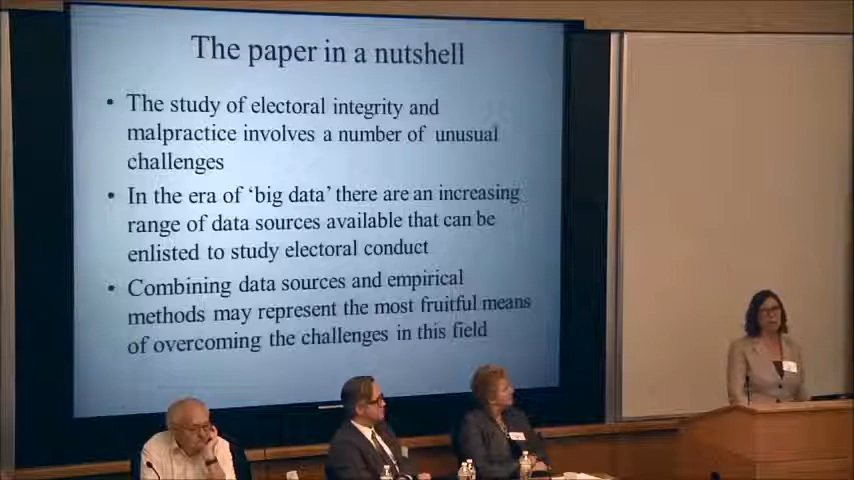 The paper in a nutshell
• The study of electoral integrity and
malpractice involves a number of unusual
challenges
• In the era of ‘big data’ there are an increasing
range of data sources available that can be
enlisted to study electoral conduct
• Combining data sources and empirical
methods may represent the most fruitful means
of overcoming the challenges in this field